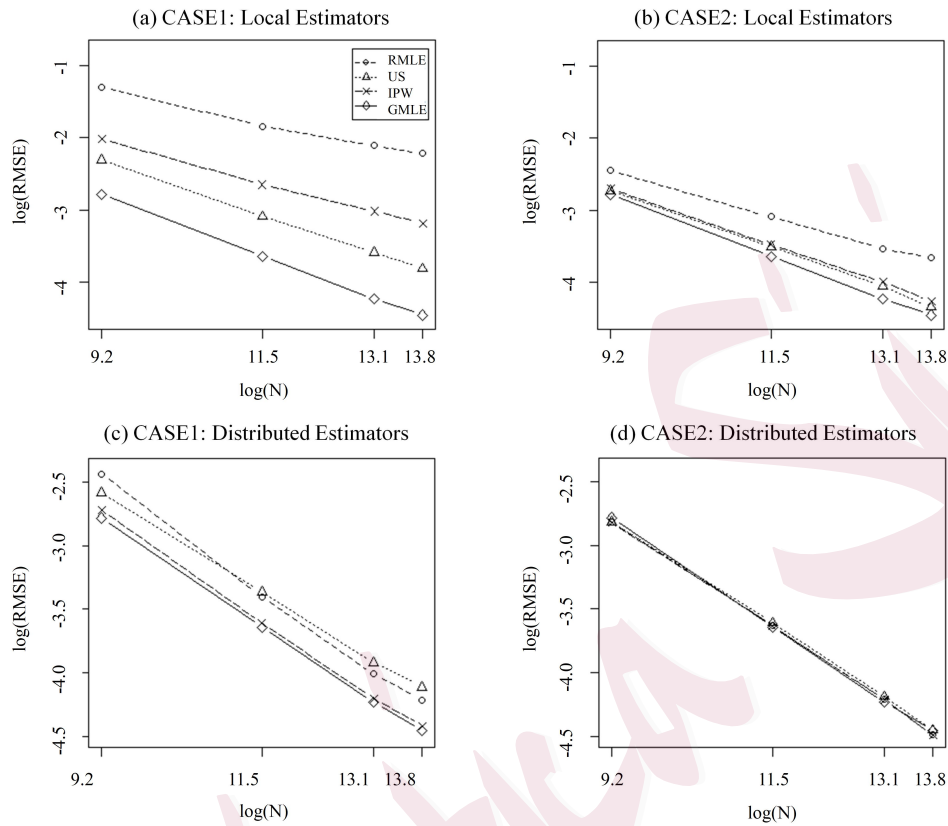 (a) CASE1: Local Estimators
RMLE
US
IPW
GMLE
log(RMSE)
-1
-2
-3
-4
9.2
11.5
13.1
13.8
log(N)
(b) CASE2: Local Estimators
log(RMSE)
-1
-2
-3
-4
9.2
11.5
13.1
13.8
log(N)
(c) CASE1: Distributed Estimators
log(RMSE)
-2.5
-3.0
-3.5
-4.0
-4.5
9.2
11.5
13.1
13.8
log(N)
(d) CASE2: Distributed Estimators
log(RMSE)
-2.5
-3.0
-3.5
-4.0
-4.5
9.2
11.5
13.1
13.8
log(N)